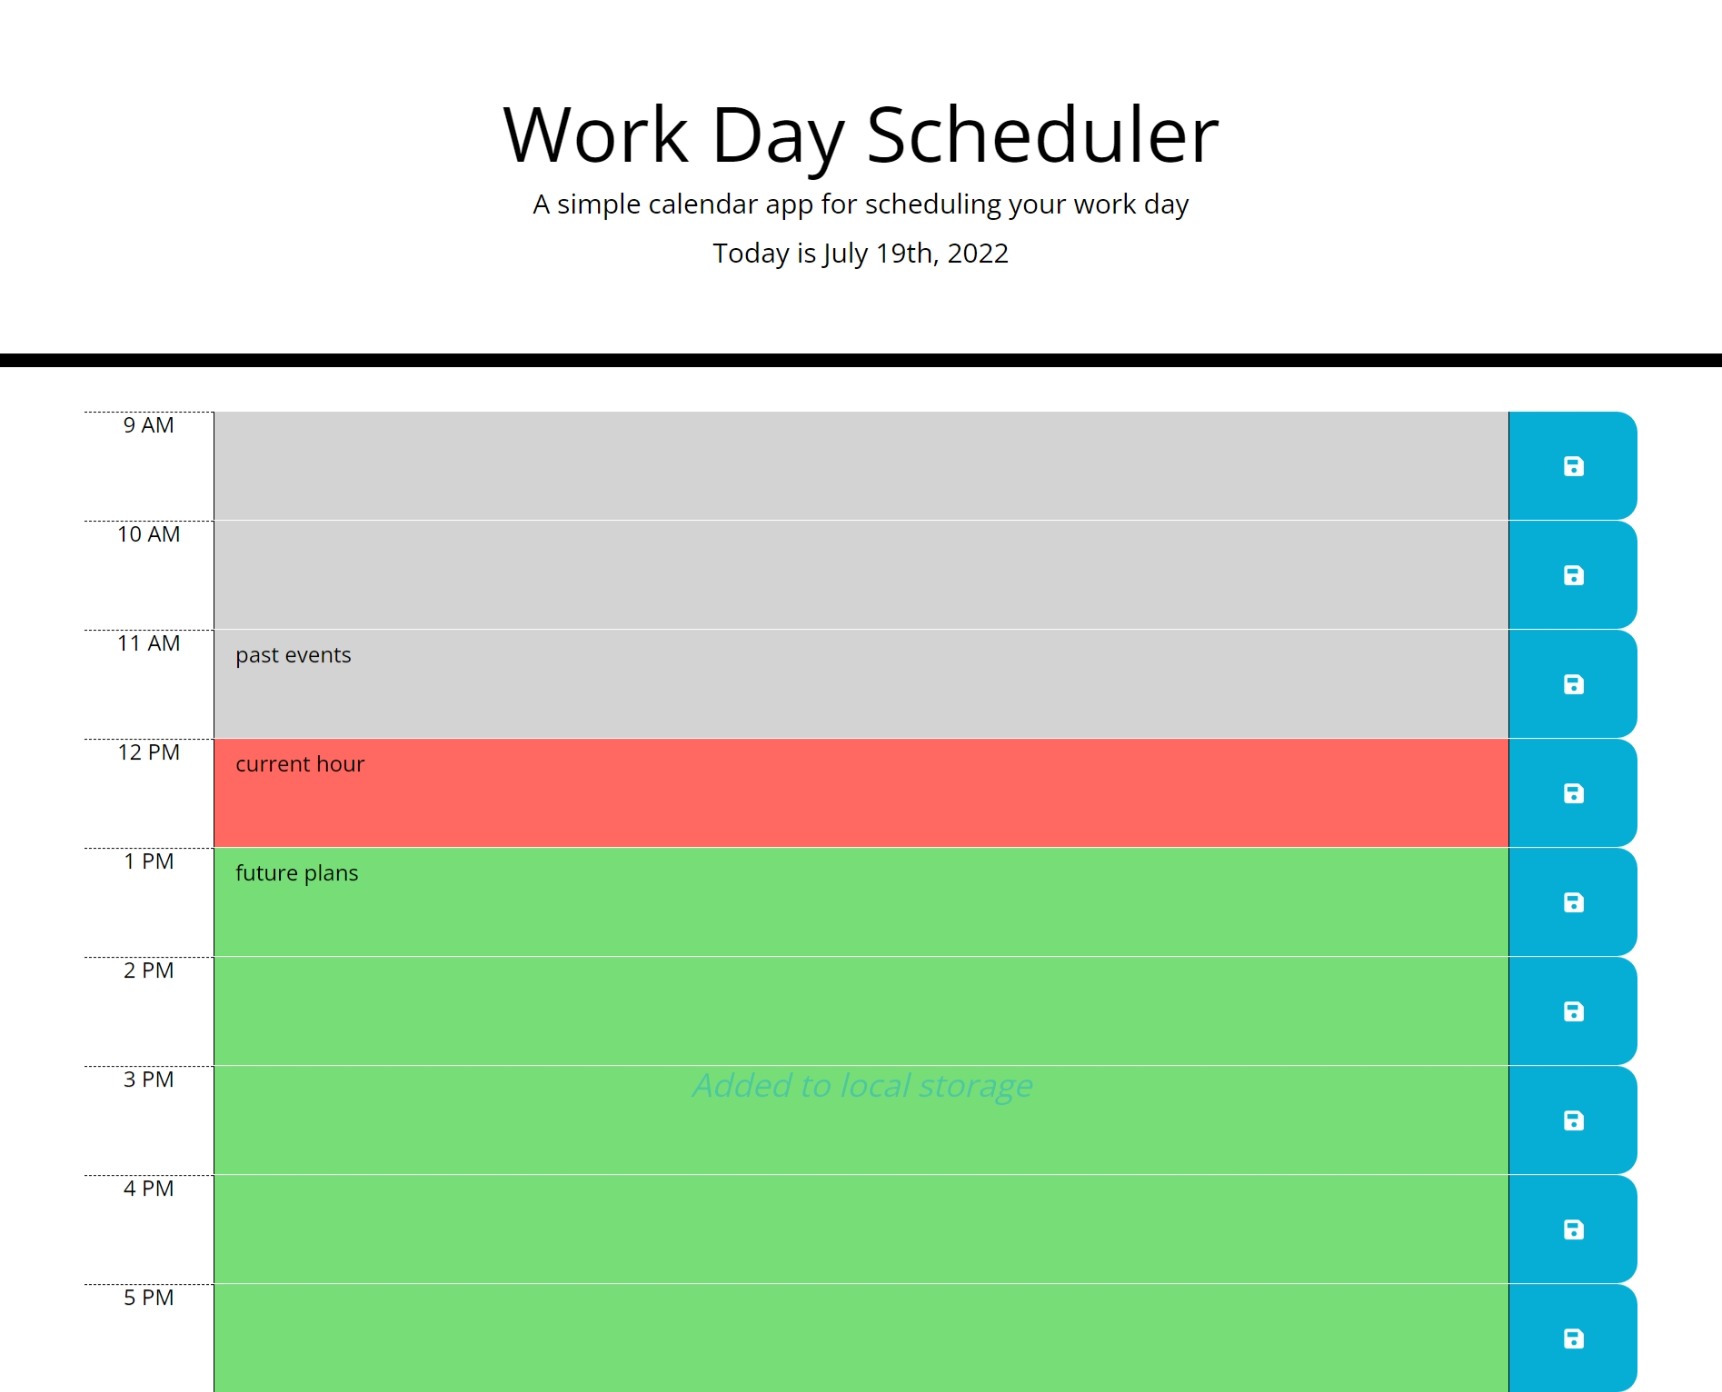 Work Day Scheduler
A simple calendar app for scheduling your work day
Today is July 19th, 2022
9 AM
10 AM
11 AM
past events
12 PM
current hour
1 PM
future plans
2 PM
3 PM
Added to local storage
4 PM
5 PM